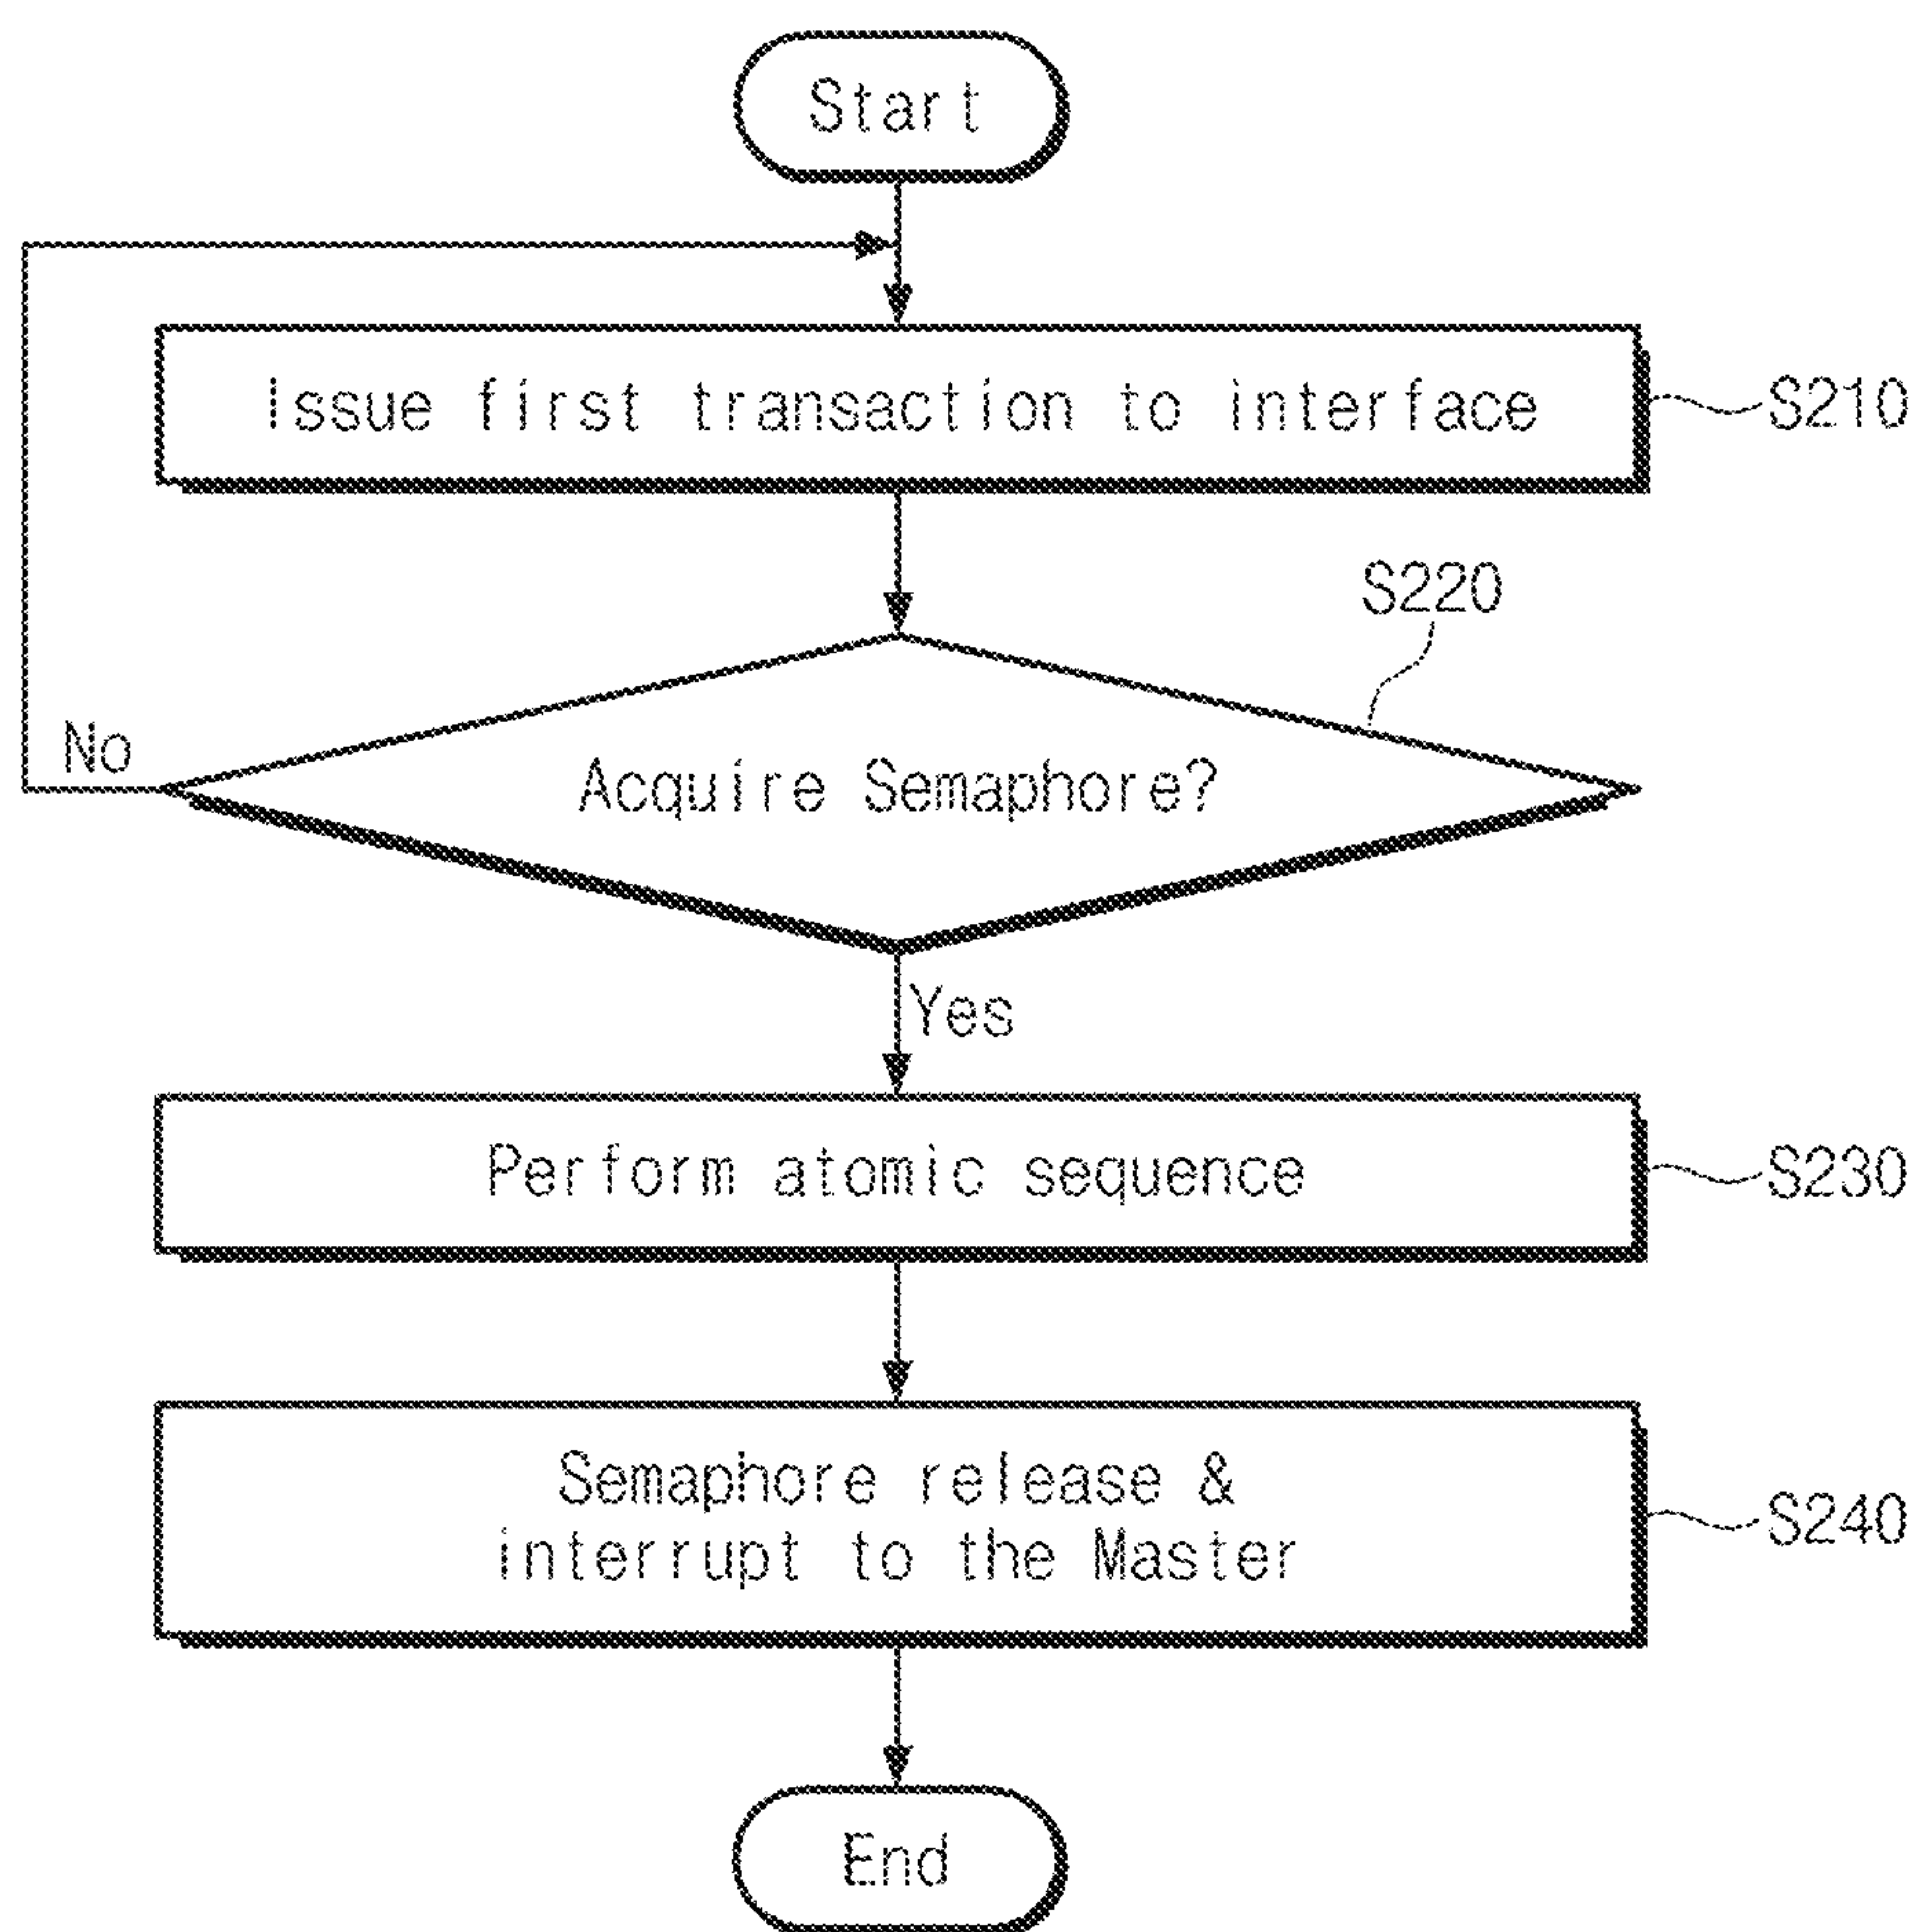 Start
Issue first transaction to interface
S210
S220
No
Acquire Semaphore?
Yes
Perform atomic sequence
S230
Semaphore release &
interrupt to the Master
S240
End